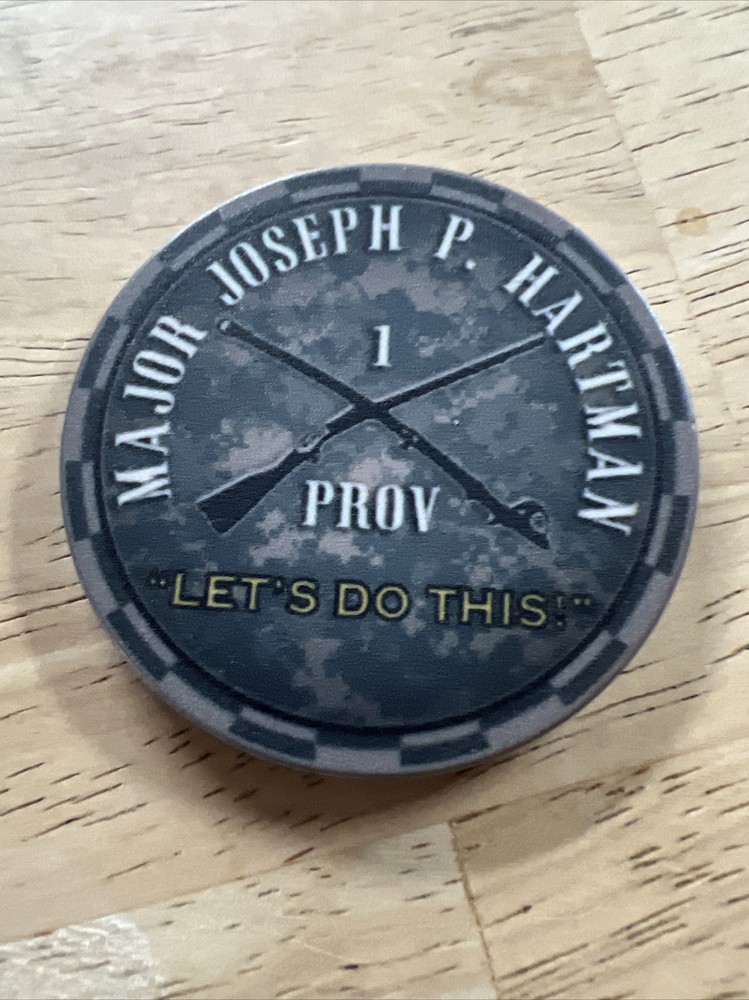 MAJOR JOSEPH P. HARTMAN
1
PROV
"LET'S DO THIS!"